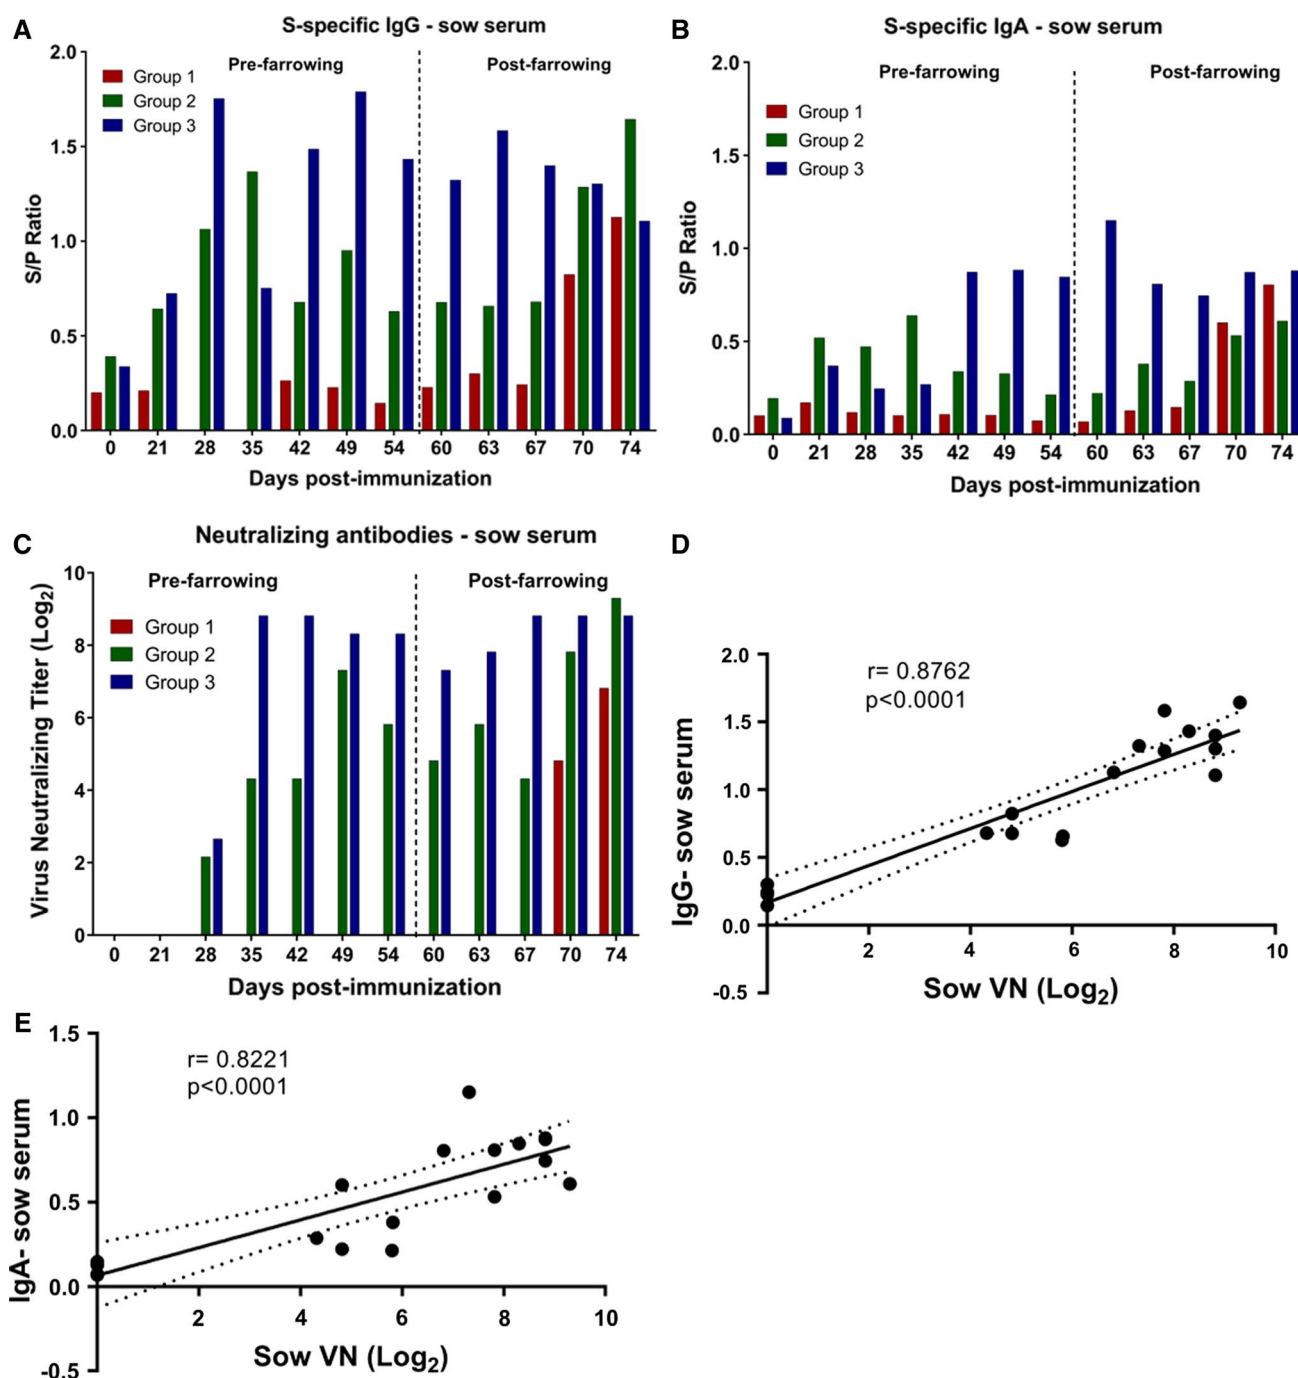 A
S-specific IgG - sow serum
2.0
Pre-farrowing
Post-farrowing
Group 1
Group 2
Group 3
1.5
S/P Ratio
1.0
0.5
0.0
0 21 28 35 42 49 54 60 63 67 70 74
Days post-immunization
B
S-specific IgA - sow serum
2.0
Pre-farrowing
Post-farrowing
Group 1
Group 2
Group 3
1.5
S/P Ratio
1.0
0.5
0.0
0 21 28 35 42 49 54 60 63 67 70 74
Days post-immunization
C
Neutralizing antibodies - sow serum
10
Pre-farrowing
Post-farrowing
Group 1
Group 2
Group 3
Virus Neutralizing Titer (Log₂)
8
6
4
2
0
0 21 28 35 42 49 54 60 63 67 70 74
Days post-immunization
D
2.0
r= 0.8762
p<0.0001
1.5
IgG- sow serum
1.0
0.5
0.0
2 4 6 8 10
-0.5
Sow VN (Log₂)
E
1.5
r= 0.8221
p<0.0001
1.0
IgA- sow serum
0.5
0.0
2 4 6 8 10
-0.5
Sow VN (Log₂)